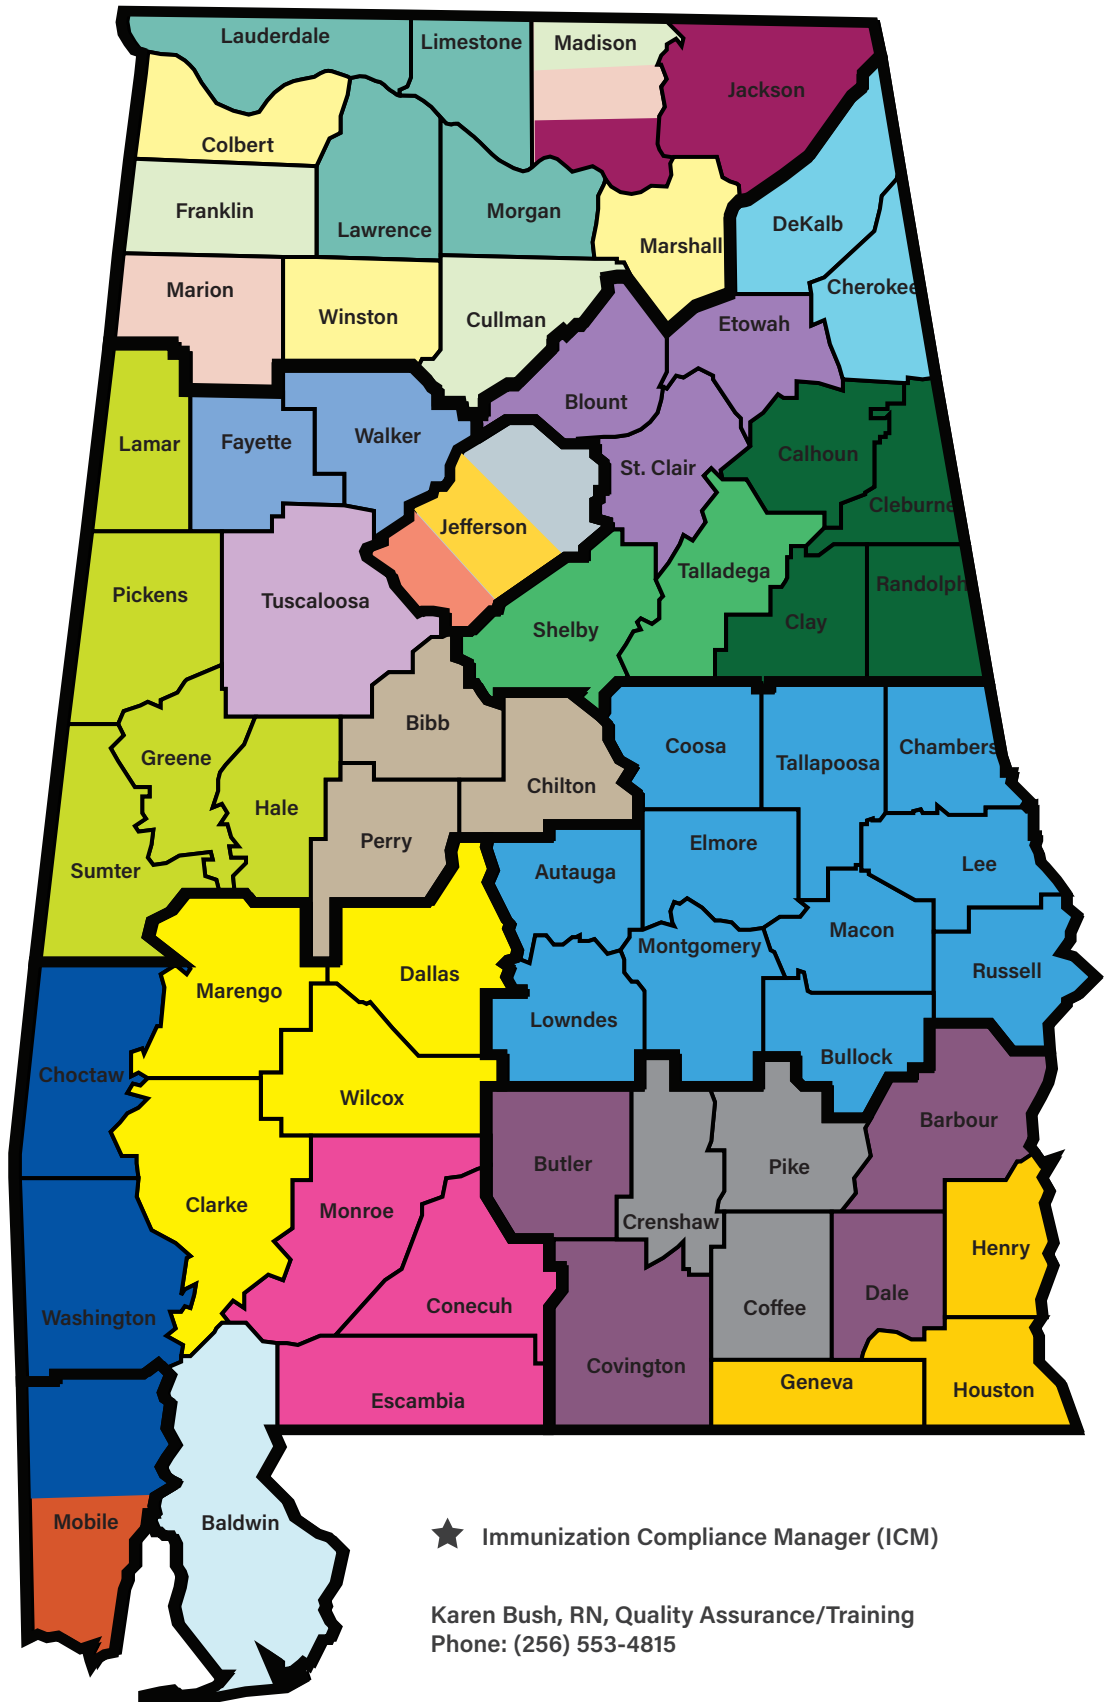 Lauderdale
Limestone
Madison
Jackson
Colbert
Franklin
Lawrence
Morgan
Marshall
DeKalb
Cherokee
Marion
Winston
Cullman
Etowah
Blount
Lamar
Fayette
Walker
St. Clair
Calhoun
Cleburne
Jefferson
Pickens
Tuscaloosa
Talladega
Randolph
Shelby
Clay
Bibb
Greene
Coosa
Tallapoosa
Chambers
Hale
Chilton
Perry
Elmore
Sumter
Autauga
Lee
Macon
Montgomery
Marengo
Dallas
Russell
Lowndes
Choctaw
Wilcox
Bullock
Barbour
Butler
Pike
Clarke
Monroe
Crenshaw
Henry
Washington
Conecuh
Coffee
Dale
Covington
Geneva
Houston
Escambia
Mobile
Baldwin
Immunization Compliance Manager (ICM)
Karen Bush, RN, Quality Assurance/Training
Phone: (256) 553-4815